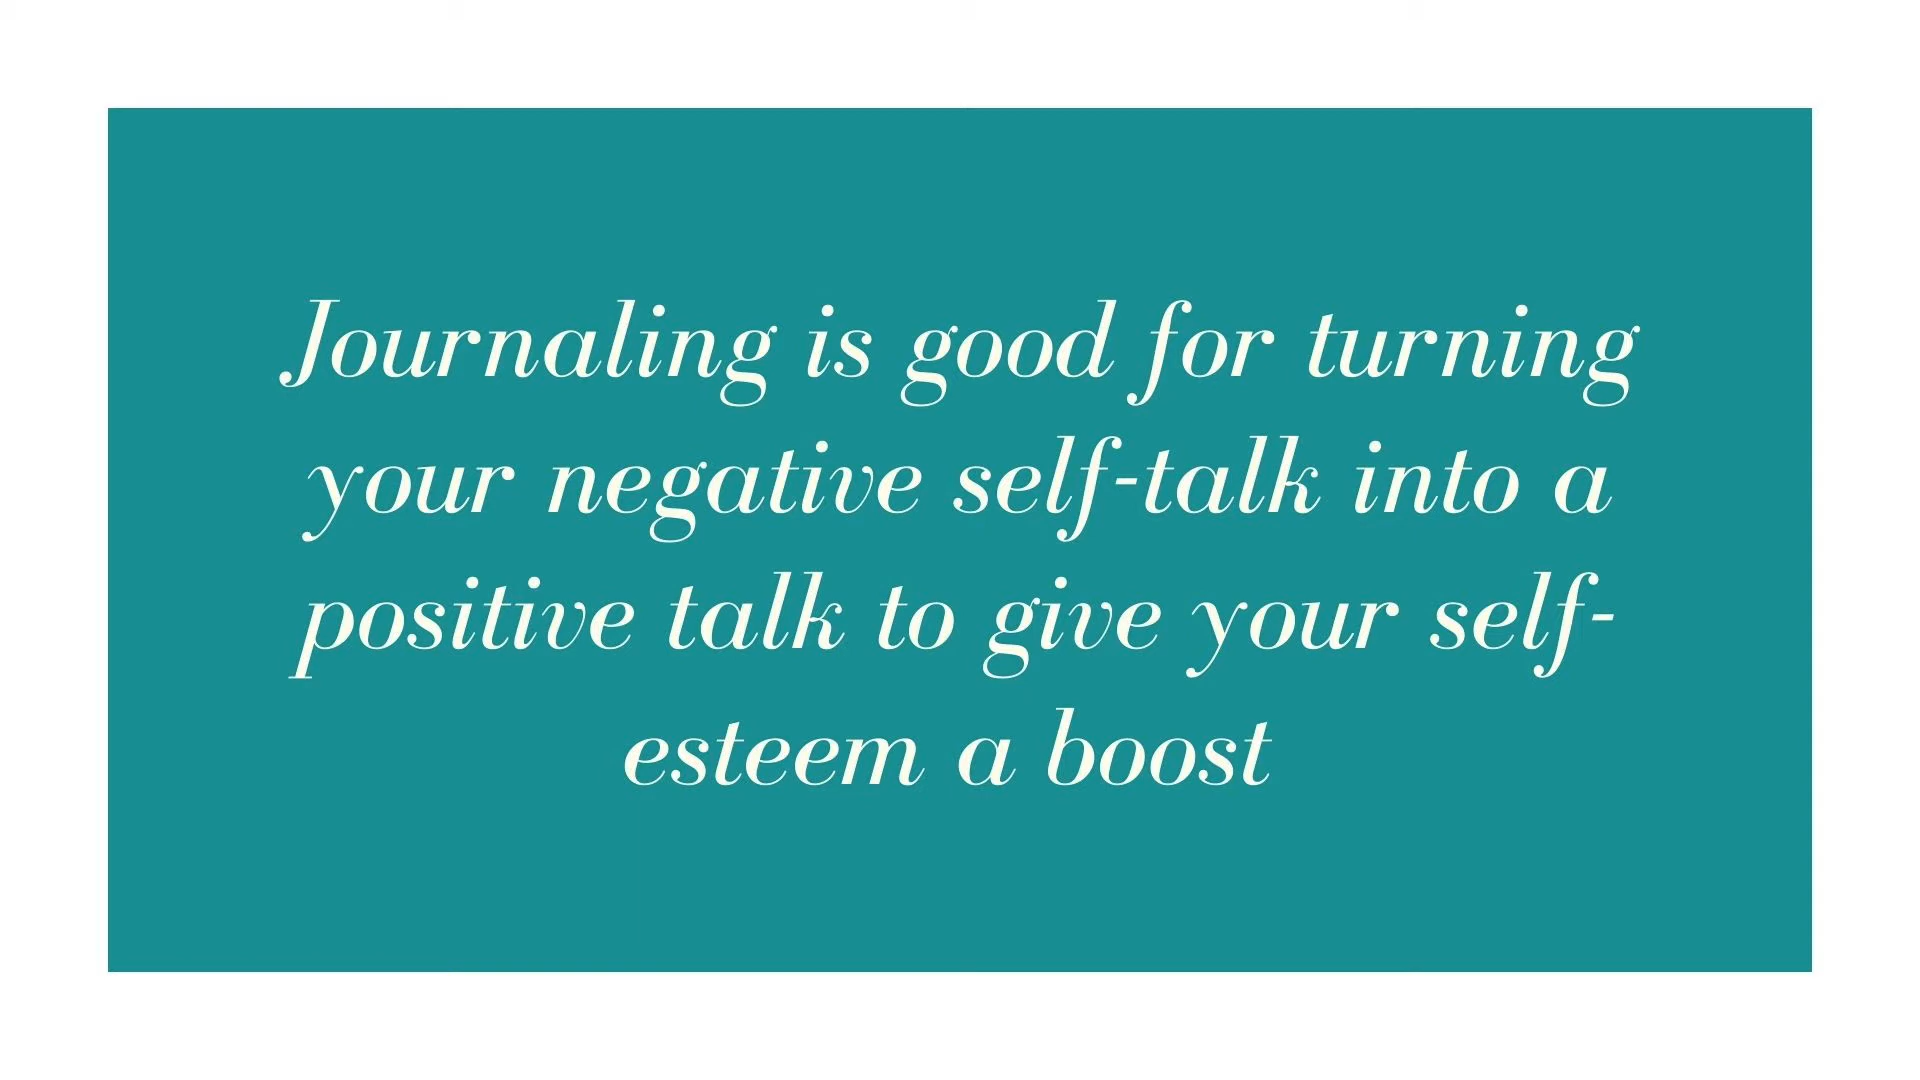 Journaling is good for turning
your negative self-talk into a
positive talk to give your self-
esteem a boost